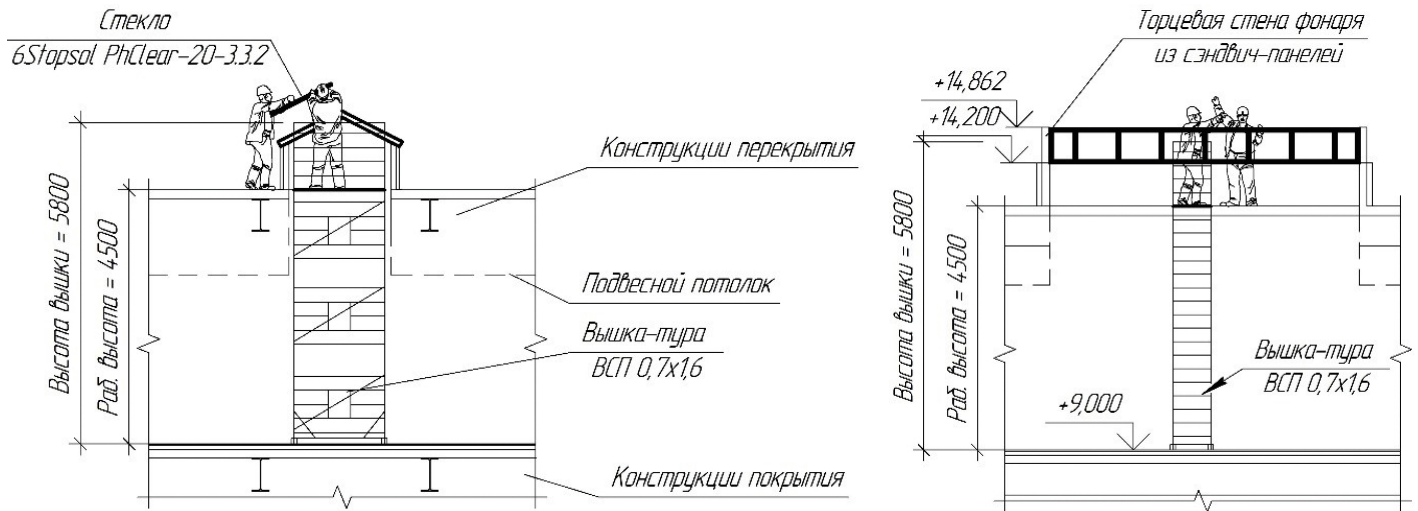 Стекло
6Stopsol PhClear-20-3.3.2
Конструкции перекрытия
Высота вышки = 5800
Раб. высота = 4500
Подвесной потолок
Вышка-тура
ВСП 0,7х1,6
Конструкции покрытия
Торцевая стена фонаря
из сэндвич-панелей
+14,862
+14,200
Высота вышки = 5800
Раб. высота = 4500
Вышка-тура
ВСП 0,7х1,6
+9,000